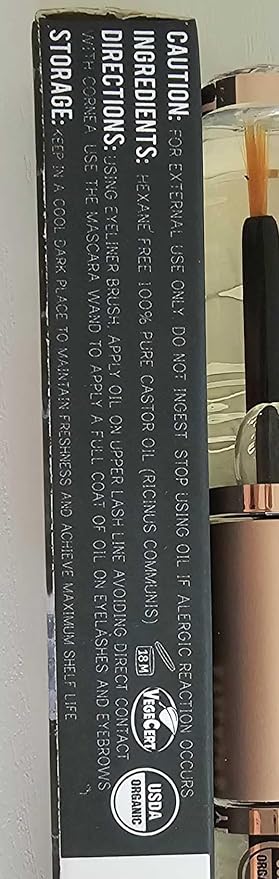 CAUTION: FOR EXTERNAL USE ONLY DO NOT INGEST STOP USING OIL IF ALERGIC REACTION OCCURS
INGREDIENTS: HEXANE FREE 100% PURE CASTOR OIL (RICINUS COMMUNIS)
DIRECTIONS: USING EYELINER BRUSH, APPLY OIL ON UPPER LASH LINE AVOIDING DIRECT CONTACT
WITH CORNEA USE THE MASCARA WAND TO APPLY A FULL COAT OF OIL ON EYELASHES AND EYEBROWS
STORAGE: KEEP IN A COOL DARK PLACE TO MAINTAIN FRESHNESS AND ACHIEVE MAXIMUM SHELF LIFE
18 M
VEGECERT
USDA
ORGANIC
ORG